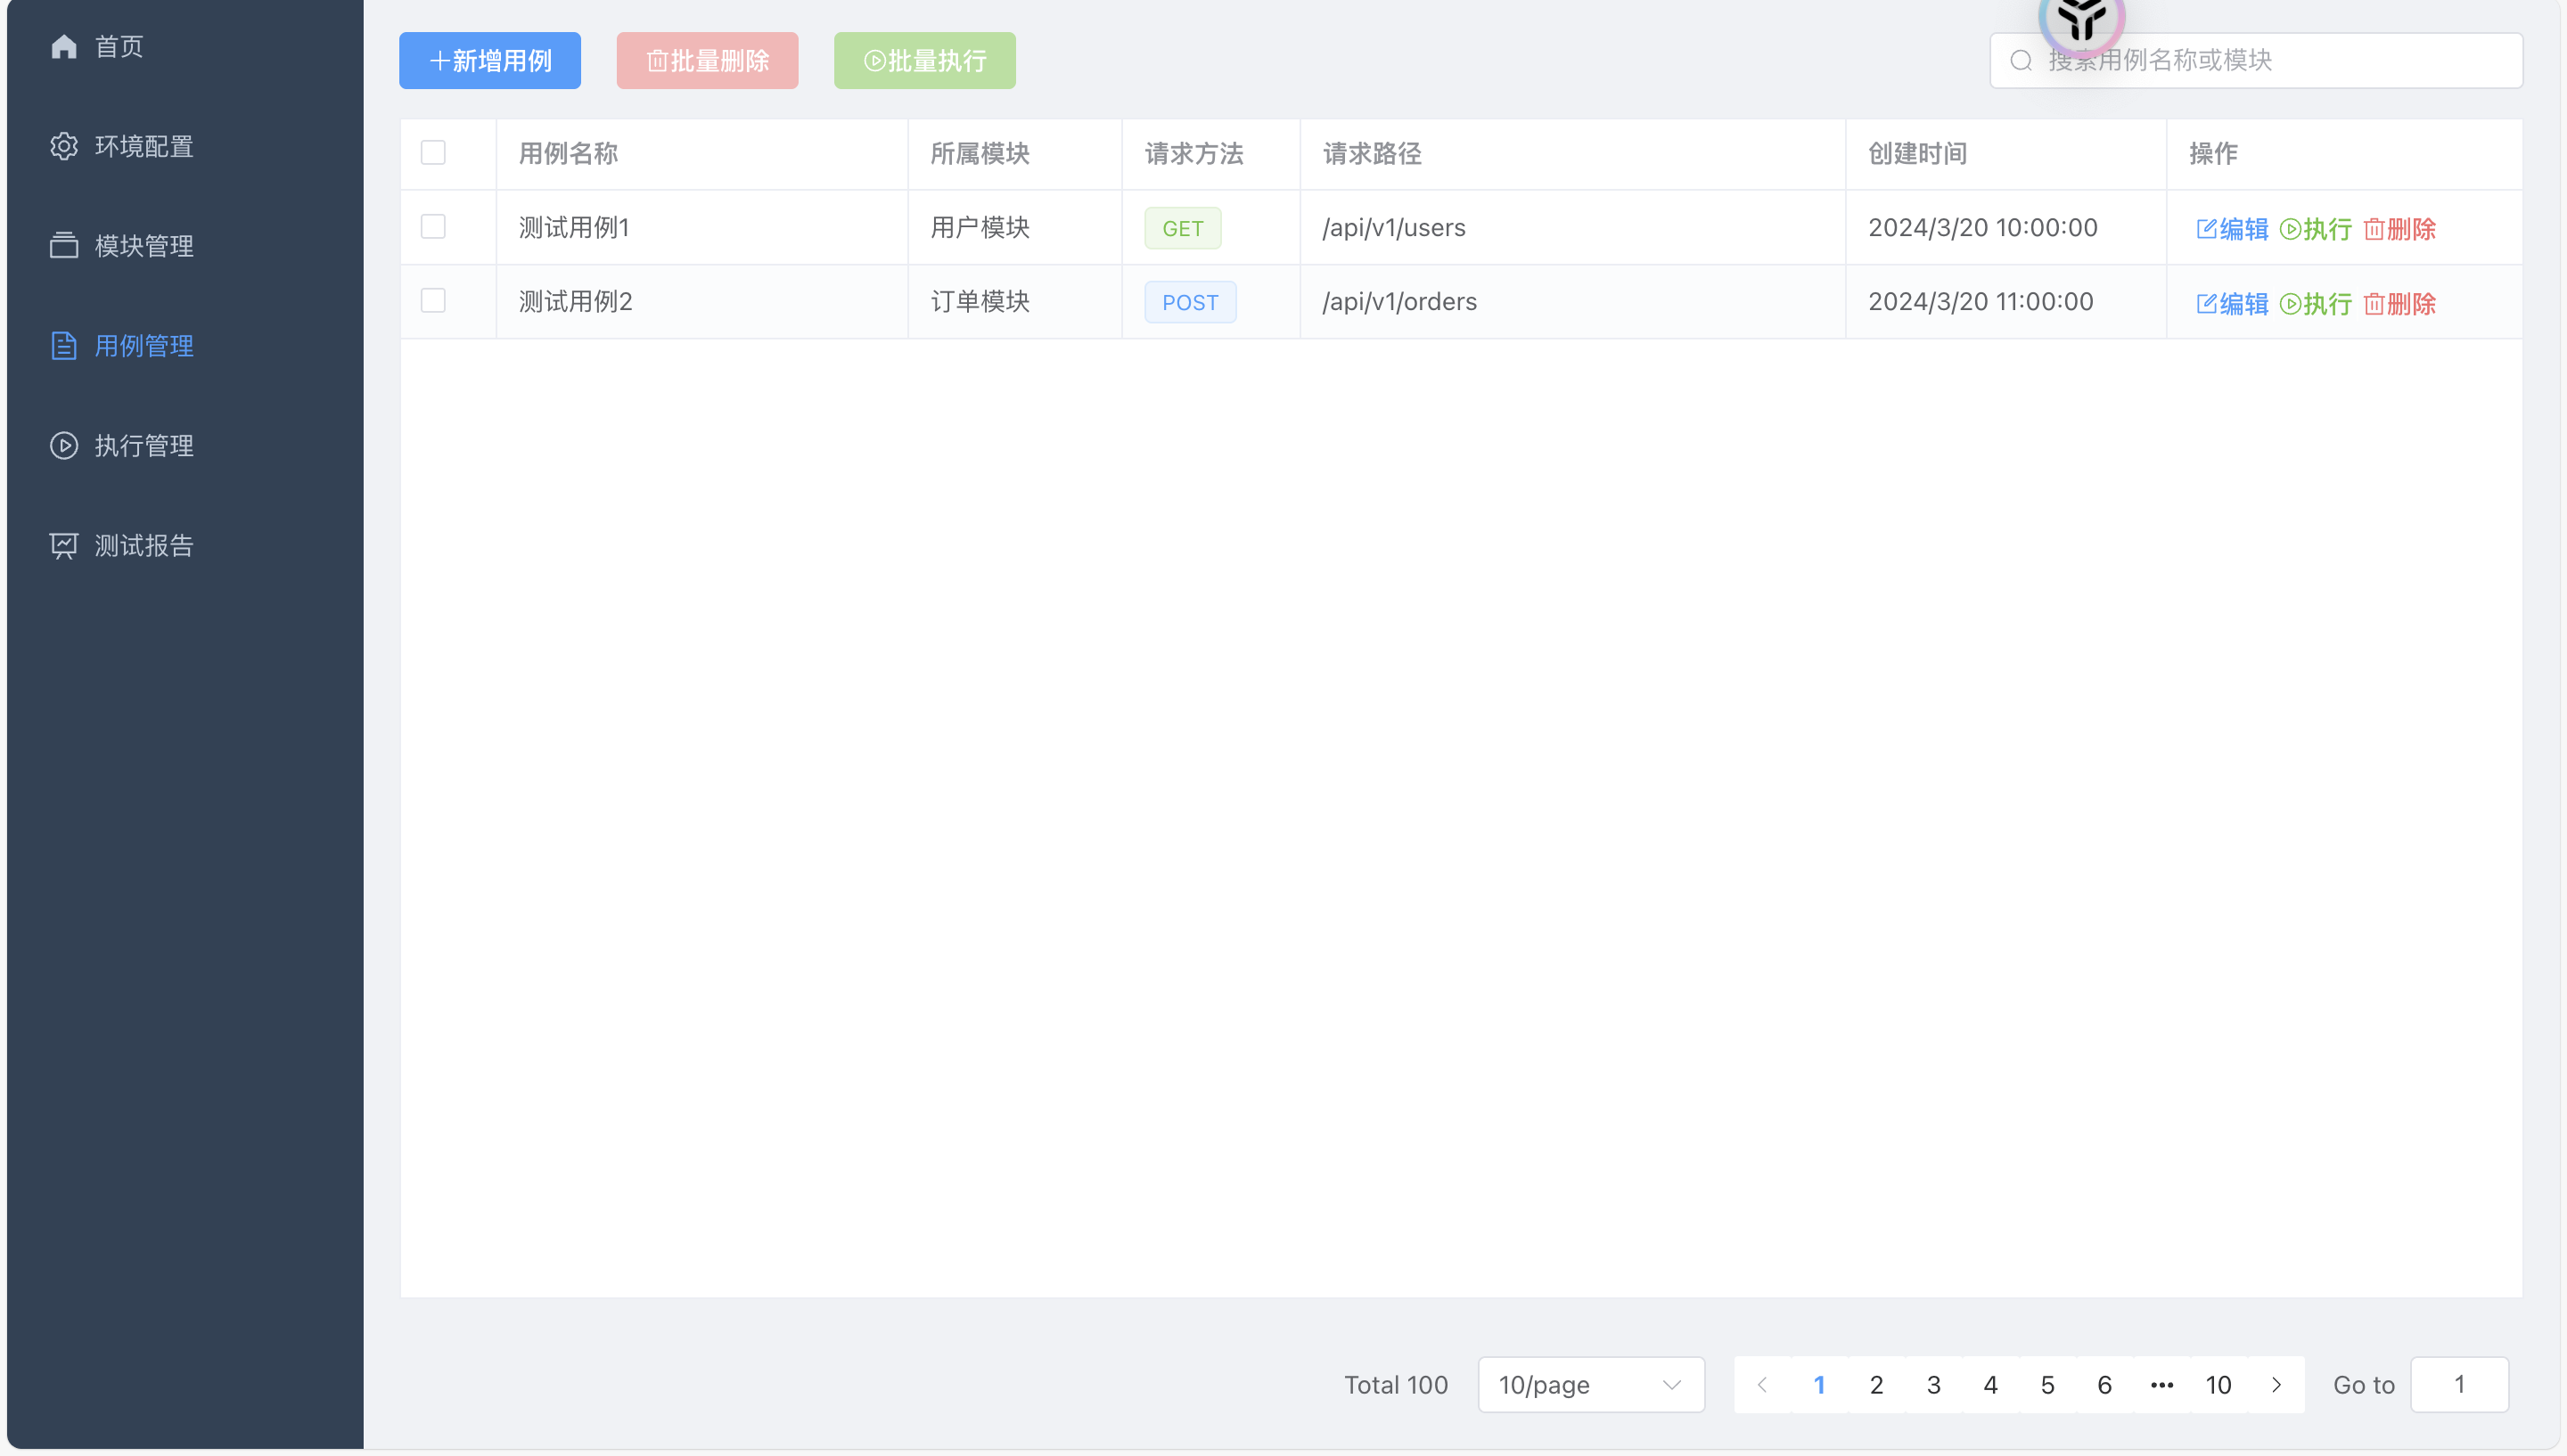 首页
环境配置
模块管理
用例管理
执行管理
测试报告
新增用例 批量删除 批量执行 搜索用例名称或模块
用例名称 所属模块 请求方法 请求路径 创建时间 操作
测试用例1 用户模块 GET /api/v1/users 2024/3/20 10:00:00 编辑 执行 删除
测试用例2 订单模块 POST /api/v1/orders 2024/3/20 11:00:00 编辑 执行 删除
Total 100 10/page 1 2 3 4 5 6 ••• 10 Go to 1